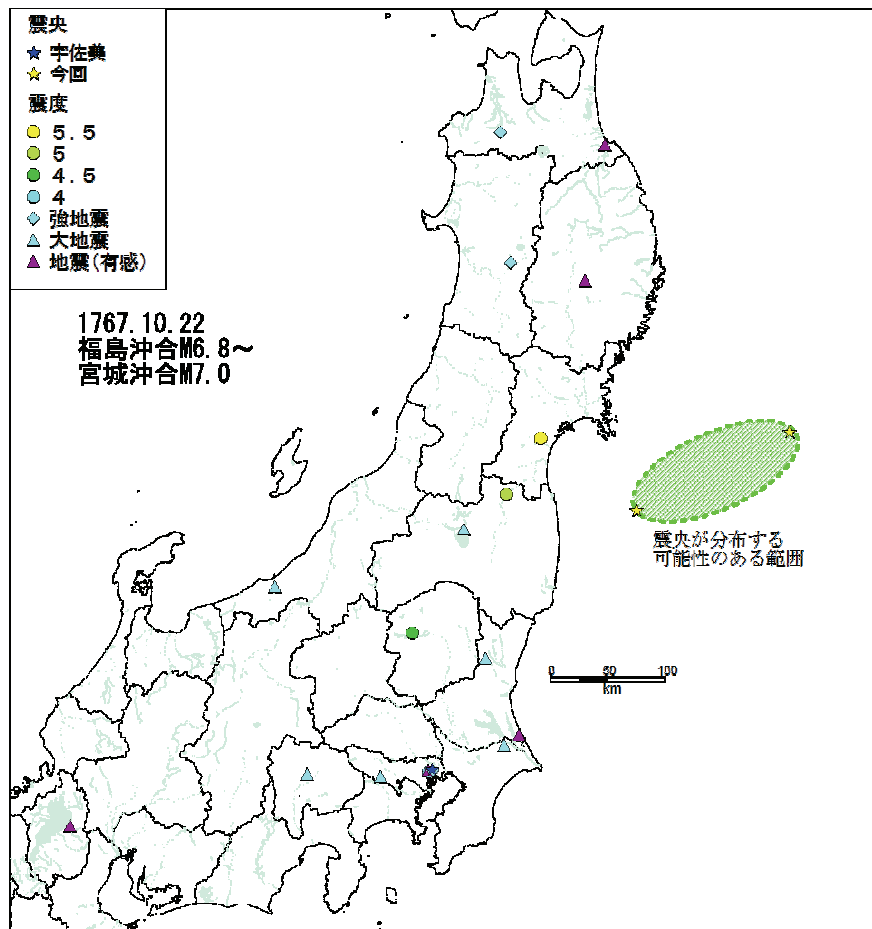 震央
宇佐美
今回
震度
５.５
５
４.５
４
強地震
大地震
地震(有感)
1767.10.22
福島沖合M6.8～
宮城沖合M7.0
震央が分布する
可能性のある範囲
0 50 100
km